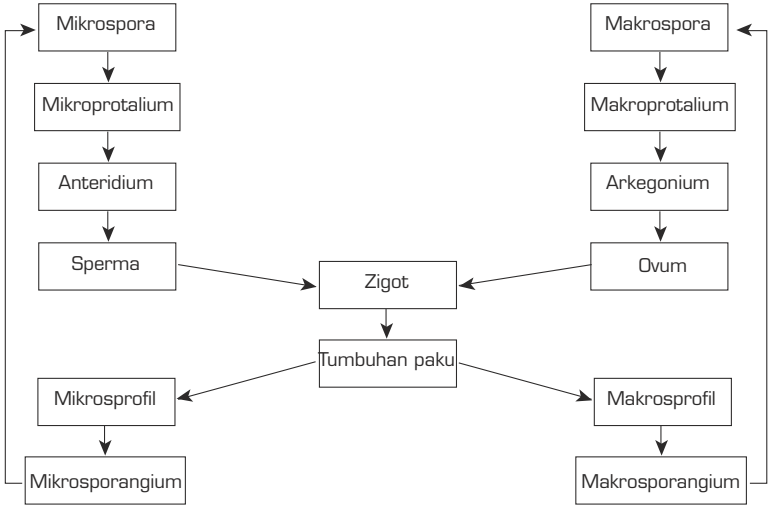 Mikrospora
Makrospora
Mikroprotalium
Makroprotalium
Anteridium
Arkegonium
Sperma
Ovum
Zigot
Tumbuhan paku
Mikrosprofil
Makrosprofil
Mikrosporangium
Makrosporangium